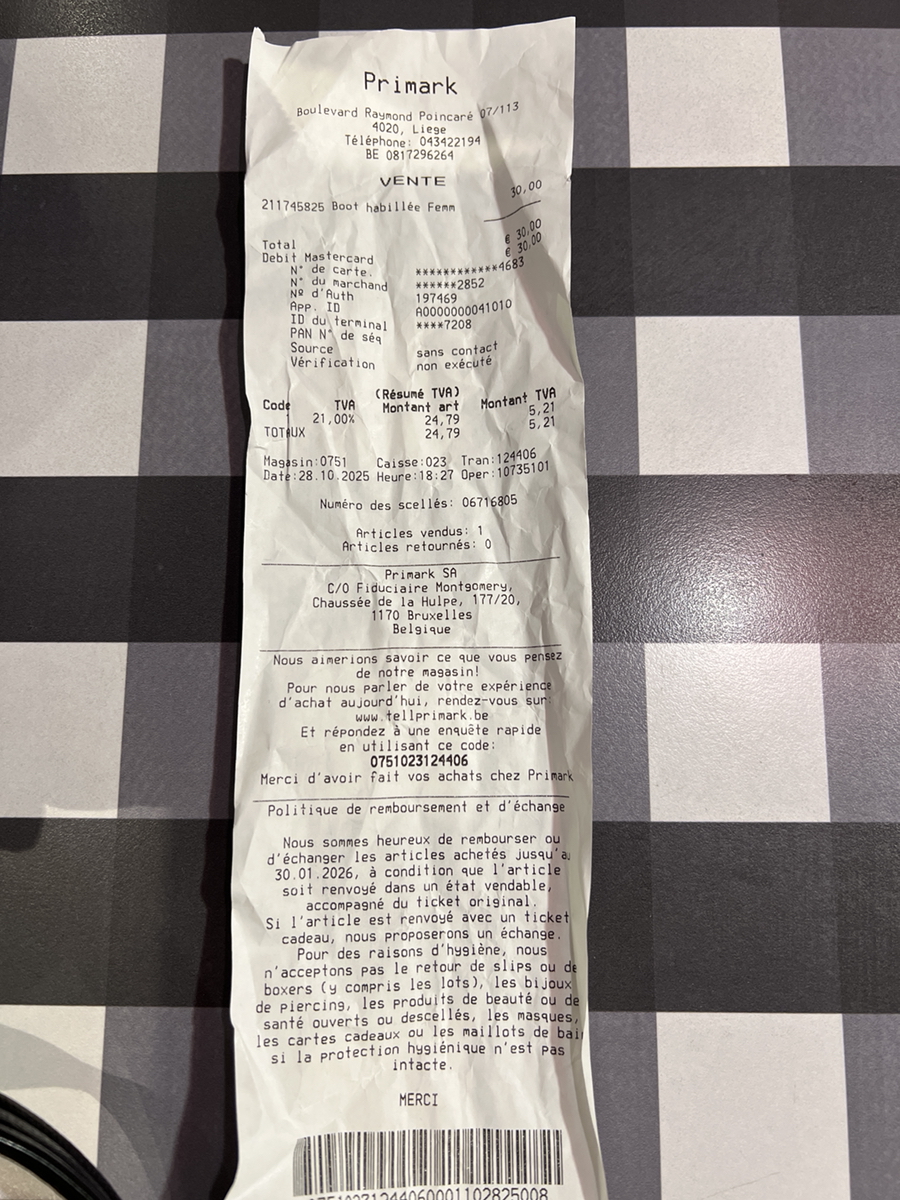 Primark
Boulevard Raymond Poincaré 07/113
4020, Liege
Téléphone: 043422194
BE 0817296264
VENTE
211745825 Boot habillée Femm 30,00
Total € 30,00
Debit Mastercard € 30,00
N° de carte. ************4683
N° du marchand ******2852
Nº d'Auth 197469
App. ID A0000000041010
ID du terminal ****7208
PAN N° de séq
Source sans contact
Vérification non exécuté
(Résumé TVA)
Code TVA Montant art Montant TVA
1 21,00% 24,79 5,21
TOTAUX 24,79 5,21
Magasin:0751 Caisse:023 Tran:124406
Date:28.10.2025 Heure:18:27 Oper:10735101
Numéro des scellés: 06716805
Articles vendus: 1
Articles retournés: 0
Primark SA
C/O Fiduciaire Montgomery,
Chaussée de la Hulpe, 177/20,
1170 Bruxelles
Belgique
Nous aimerions savoir ce que vous pensez
de notre magasin!
Pour nous parler de votre expérience
d'achat aujourd'hui, rendez-vous sur:
www.tellprimark.be
Et répondez à une enquête rapide
en utilisant ce code:
0751023124406
Merci d'avoir fait vos achats chez Primark
Politique de remboursement et d'échange
Nous sommes heureux de rembourser ou
d'échanger les articles achetés jusqu'au
30.01.2026, à condition que l'article
soit renvoyé dans un état vendable,
accompagné du ticket original.
Si l'article est renvoyé avec un ticket
cadeau, nous proposerons un échange.
Pour des raisons d'hygiène, nous
n'acceptons pas le retour de slips ou de
boxers (y compris les lots), les bijoux
de piercing, les produits de beauté ou de
santé ouverts ou descellés, les masques,
les cartes cadeaux ou les maillots de bain
si la protection hygiénique n'est pas
intacte.
MERCI